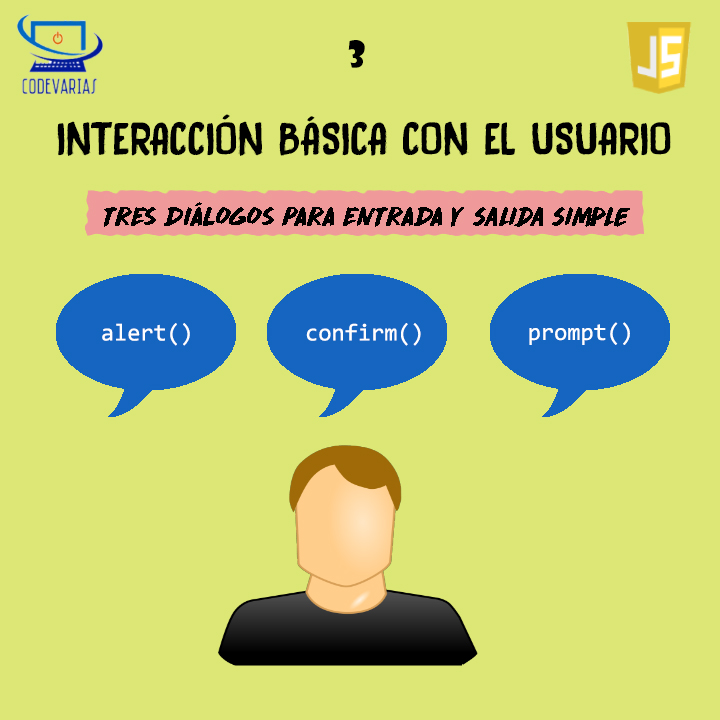 CODEVARIAS
3
JS
INTERACCIÓN BÁSICA CON EL USUARIO
TRES DIÁLOGOS PARA ENTRADA Y SALIDA SIMPLE
alert()
confirm()
prompt()